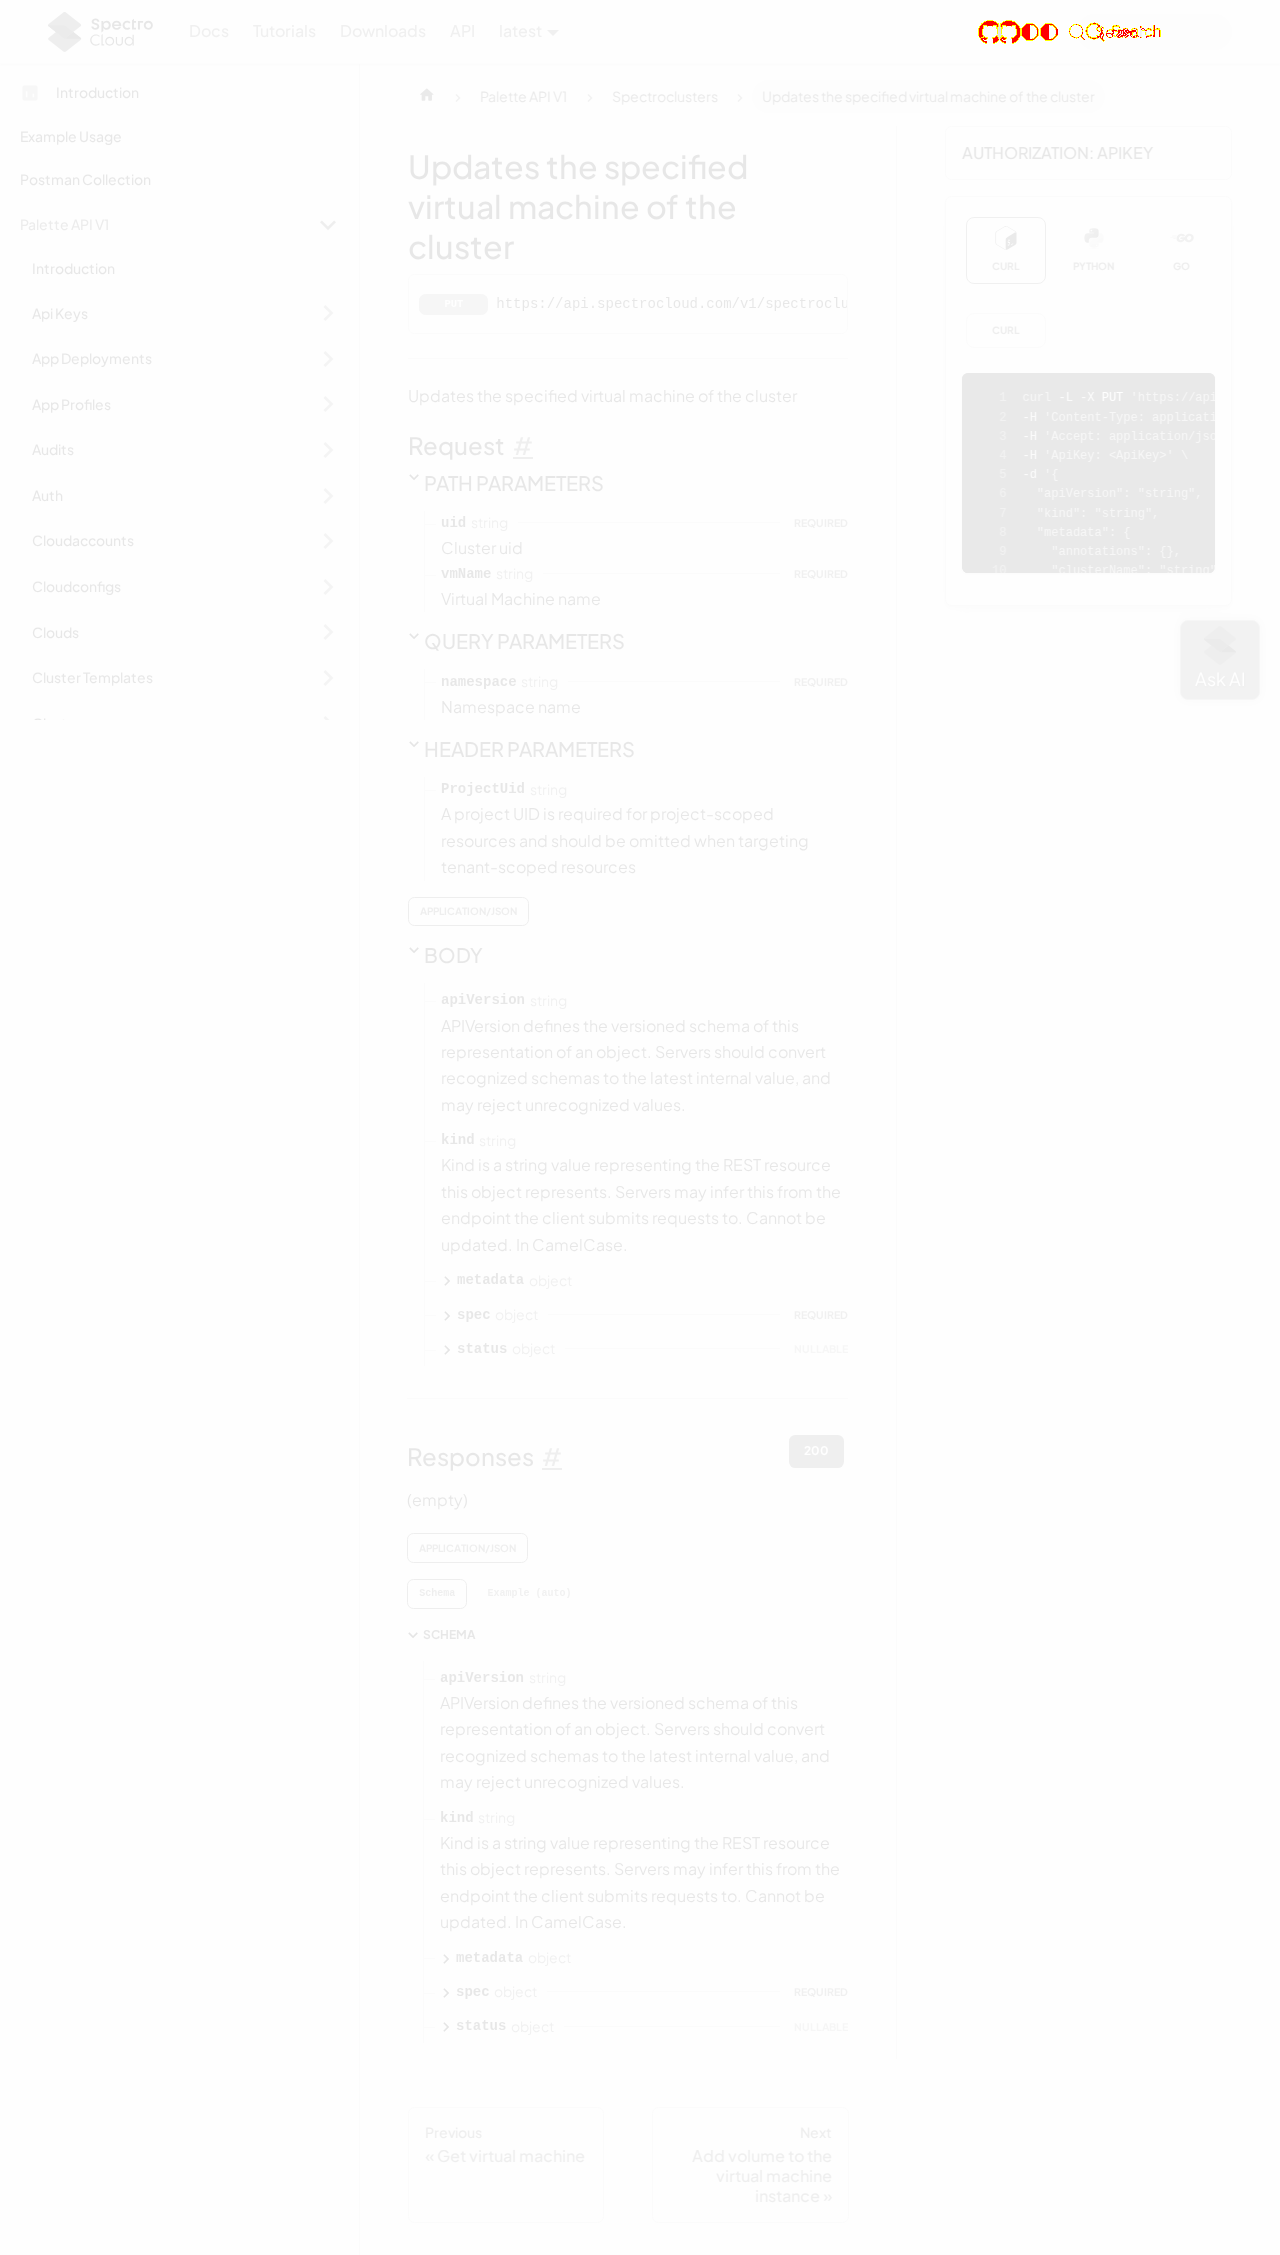 Spectro
Cloud
Docs
Tutorials
Downloads
API
latest
Search
Introduction
Example Usage
Postman Collection
Palette API V1
Introduction
Api Keys
App Deployments
App Profiles
Audits
Auth
Cloudaccounts
Cloudconfigs
Clouds
Cluster Templates
Palette API V1
Spectroclusters
Updates the specified virtual machine of the cluster
Updates the specified
virtual machine of the
cluster
PUT https://api.spectrocloud.com/v1/spectroclu
Updates the specified virtual machine of the cluster
Request #
PATH PARAMETERS
uid string REQUIRED
Cluster uid
vmName string REQUIRED
Virtual Machine name
QUERY PARAMETERS
namespace string REQUIRED
Namespace name
HEADER PARAMETERS
ProjectUid string
A project UID is required for project-scoped
resources and should be omitted when targeting
tenant-scoped resources
APPLICATION/JSON
BODY
apiVersion string
APIVersion defines the versioned schema of this
representation of an object. Servers should convert
recognized schemas to the latest internal value, and
may reject unrecognized values.
kind string
Kind is a string value representing the REST resource
this object represents. Servers may infer this from the
endpoint the client submits requests to. Cannot be
updated. In CamelCase.
metadata object
spec object REQUIRED
status object NULLABLE
Responses #
200
(empty)
APPLICATION/JSON
Schema
Example (auto)
SCHEMA
apiVersion string
APIVersion defines the versioned schema of this
representation of an object. Servers should convert
recognized schemas to the latest internal value, and
may reject unrecognized values.
kind string
Kind is a string value representing the REST resource
this object represents. Servers may infer this from the
endpoint the client submits requests to. Cannot be
updated. In CamelCase.
metadata object
spec object REQUIRED
status object NULLABLE
Previous
« Get virtual machine
Next
Add volume to the
virtual machine
instance »
AUTHORIZATION: APIKEY
CURL
PYTHON
GO
GO
CURL
1 curl -L -X PUT 'https://api
2 -H 'Content-Type: applicati
3 -H 'Accept: application/jso
4 -H 'ApiKey: <ApiKey>' \
5 -d '{
6 "apiVersion": "string",
7 "kind": "string",
8 "metadata": {
9 "annotations": {},
10 "clusterName": "string"
Ask AI